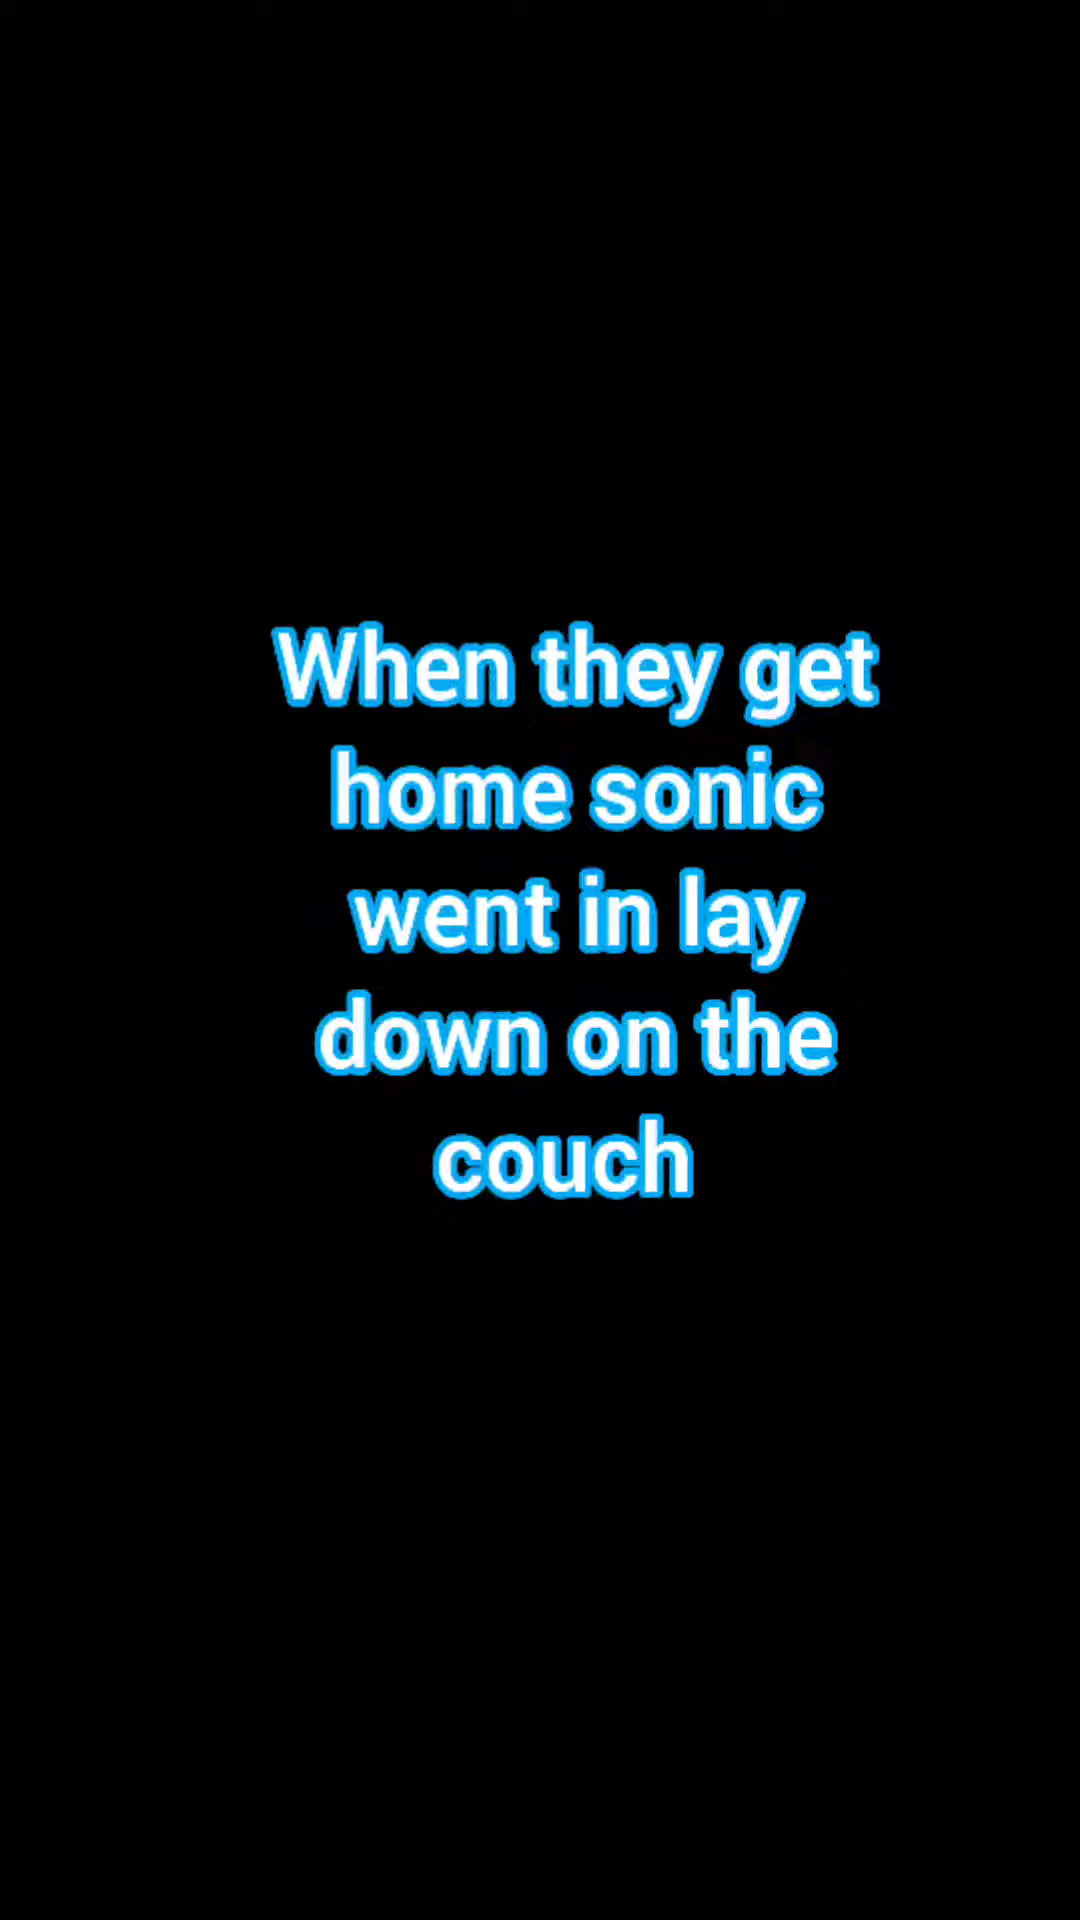 When they get
home sonic
went in lay
down on the
couch